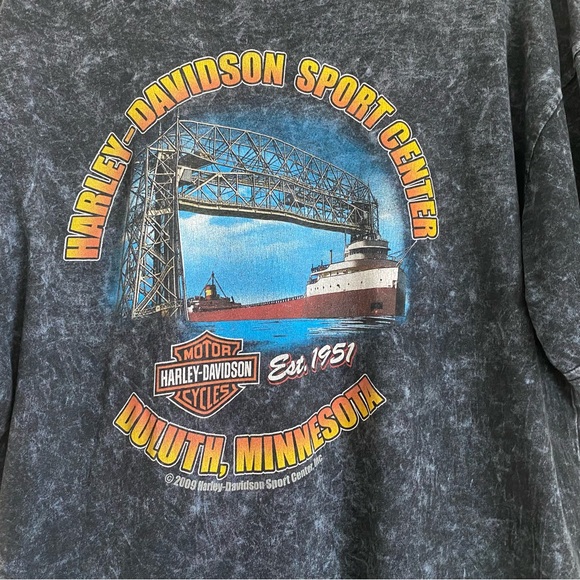 HARLEY-DAVIDSON SPORT CENTER
MOTOR
HARLEY-DAVIDSON
CYCLES
Est. 1951
DULUTH, MINNESOTA
© 2009 Harley-Davidson Sport Center, Inc.